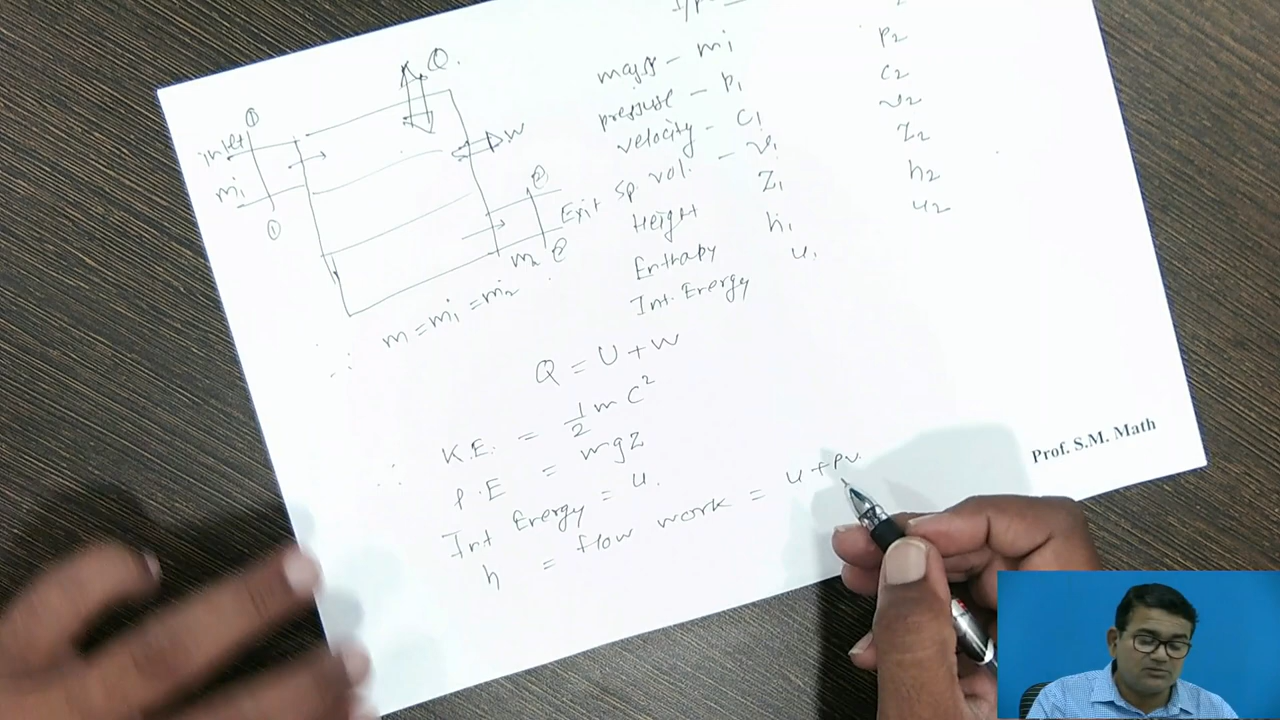 Q.
①
inlet
m1
①
W
②
Exit
m2
②
∴ m = m1 = m2
mass - m1
pressure - P1 P2
velocity - C1 C2
Sp. vol. - v1 v2
Height Z1 Z2
Enthapy h1 h2
Int. Energy u1 u2
Q = U + W
∴ K.E. = 1/2 m C²
P.E = mgZ
Int Energy = u.
h = flow work = u + Pv.
Prof. S.M. Math